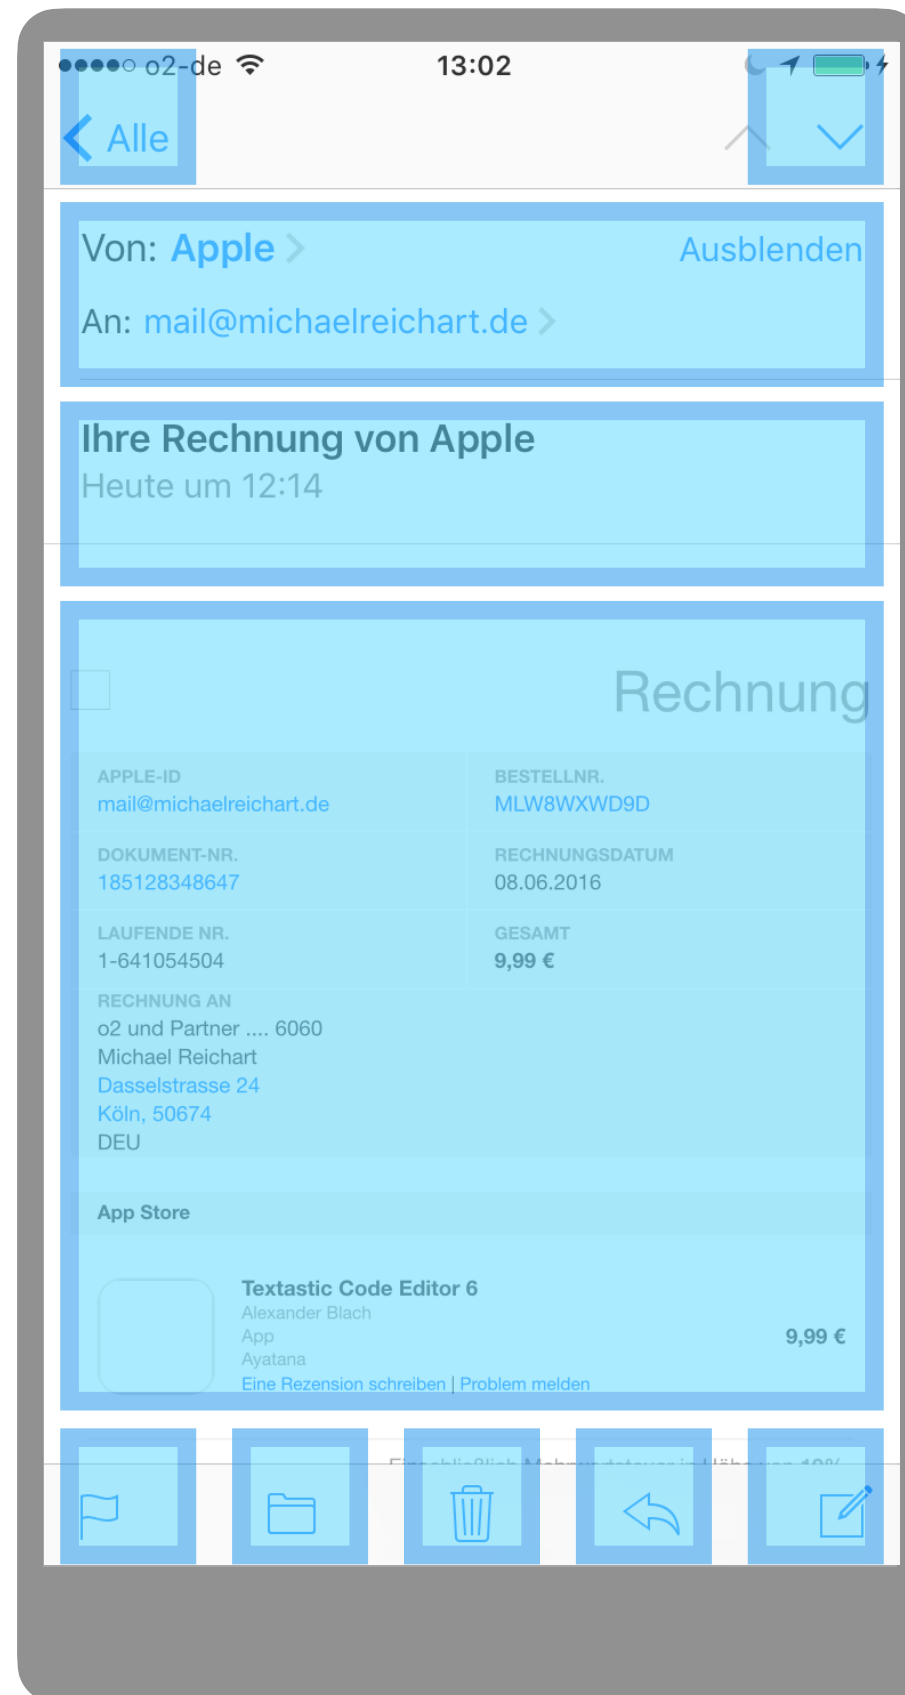 o2-de 13:02
Alle
Von: Apple Ausblenden
An: mail@michaelreichart.de
Ihre Rechnung von Apple
Heute um 12:14
Rechnung
APPLE-ID BESTELLNR.
mail@michaelreichart.de MLW8WXWD9D
DOKUMENT-NR. RECHNUNGSDATUM
185128348647 08.06.2016
LAUFENDE NR. GESAMT
1-641054504 9,99 €
RECHNUNG AN
o2 und Partner .... 6060
Michael Reichart
Dasselstrasse 24
Köln, 50674
DEU
App Store
Textastic Code Editor 6
Alexander Blach
App 9,99 €
Ayatana
Eine Rezension schreiben | Problem melden